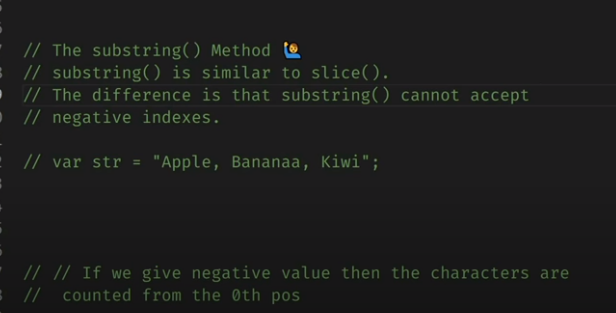 // The substring() Method 🙋‍♂️
// substring() is similar to slice().
// The difference is that substring() cannot accept
// negative indexes.
// var str = "Apple, Bananaa, Kiwi";
// // If we give negative value then the characters are
//  counted from the 0th pos